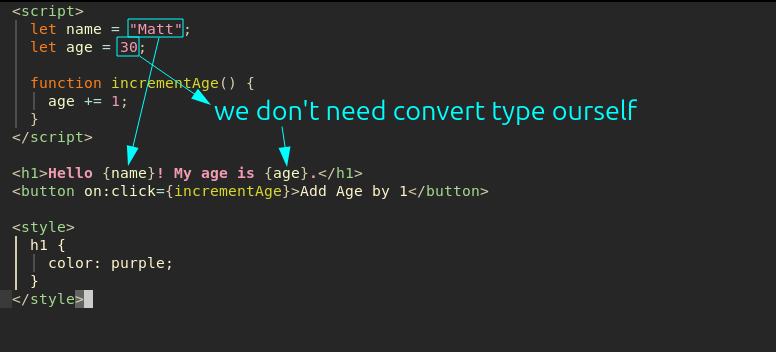 <script>
let name = "Matt";
let age = 30;
function incrementAge() {
age += 1;
}
we don't need convert type ourself
</script>
<h1>Hello {name}! My age is {age}.</h1>
<button on:click={incrementAge}>Add Age by 1</button>
<style>
h1 {
color: purple;
}
</style>